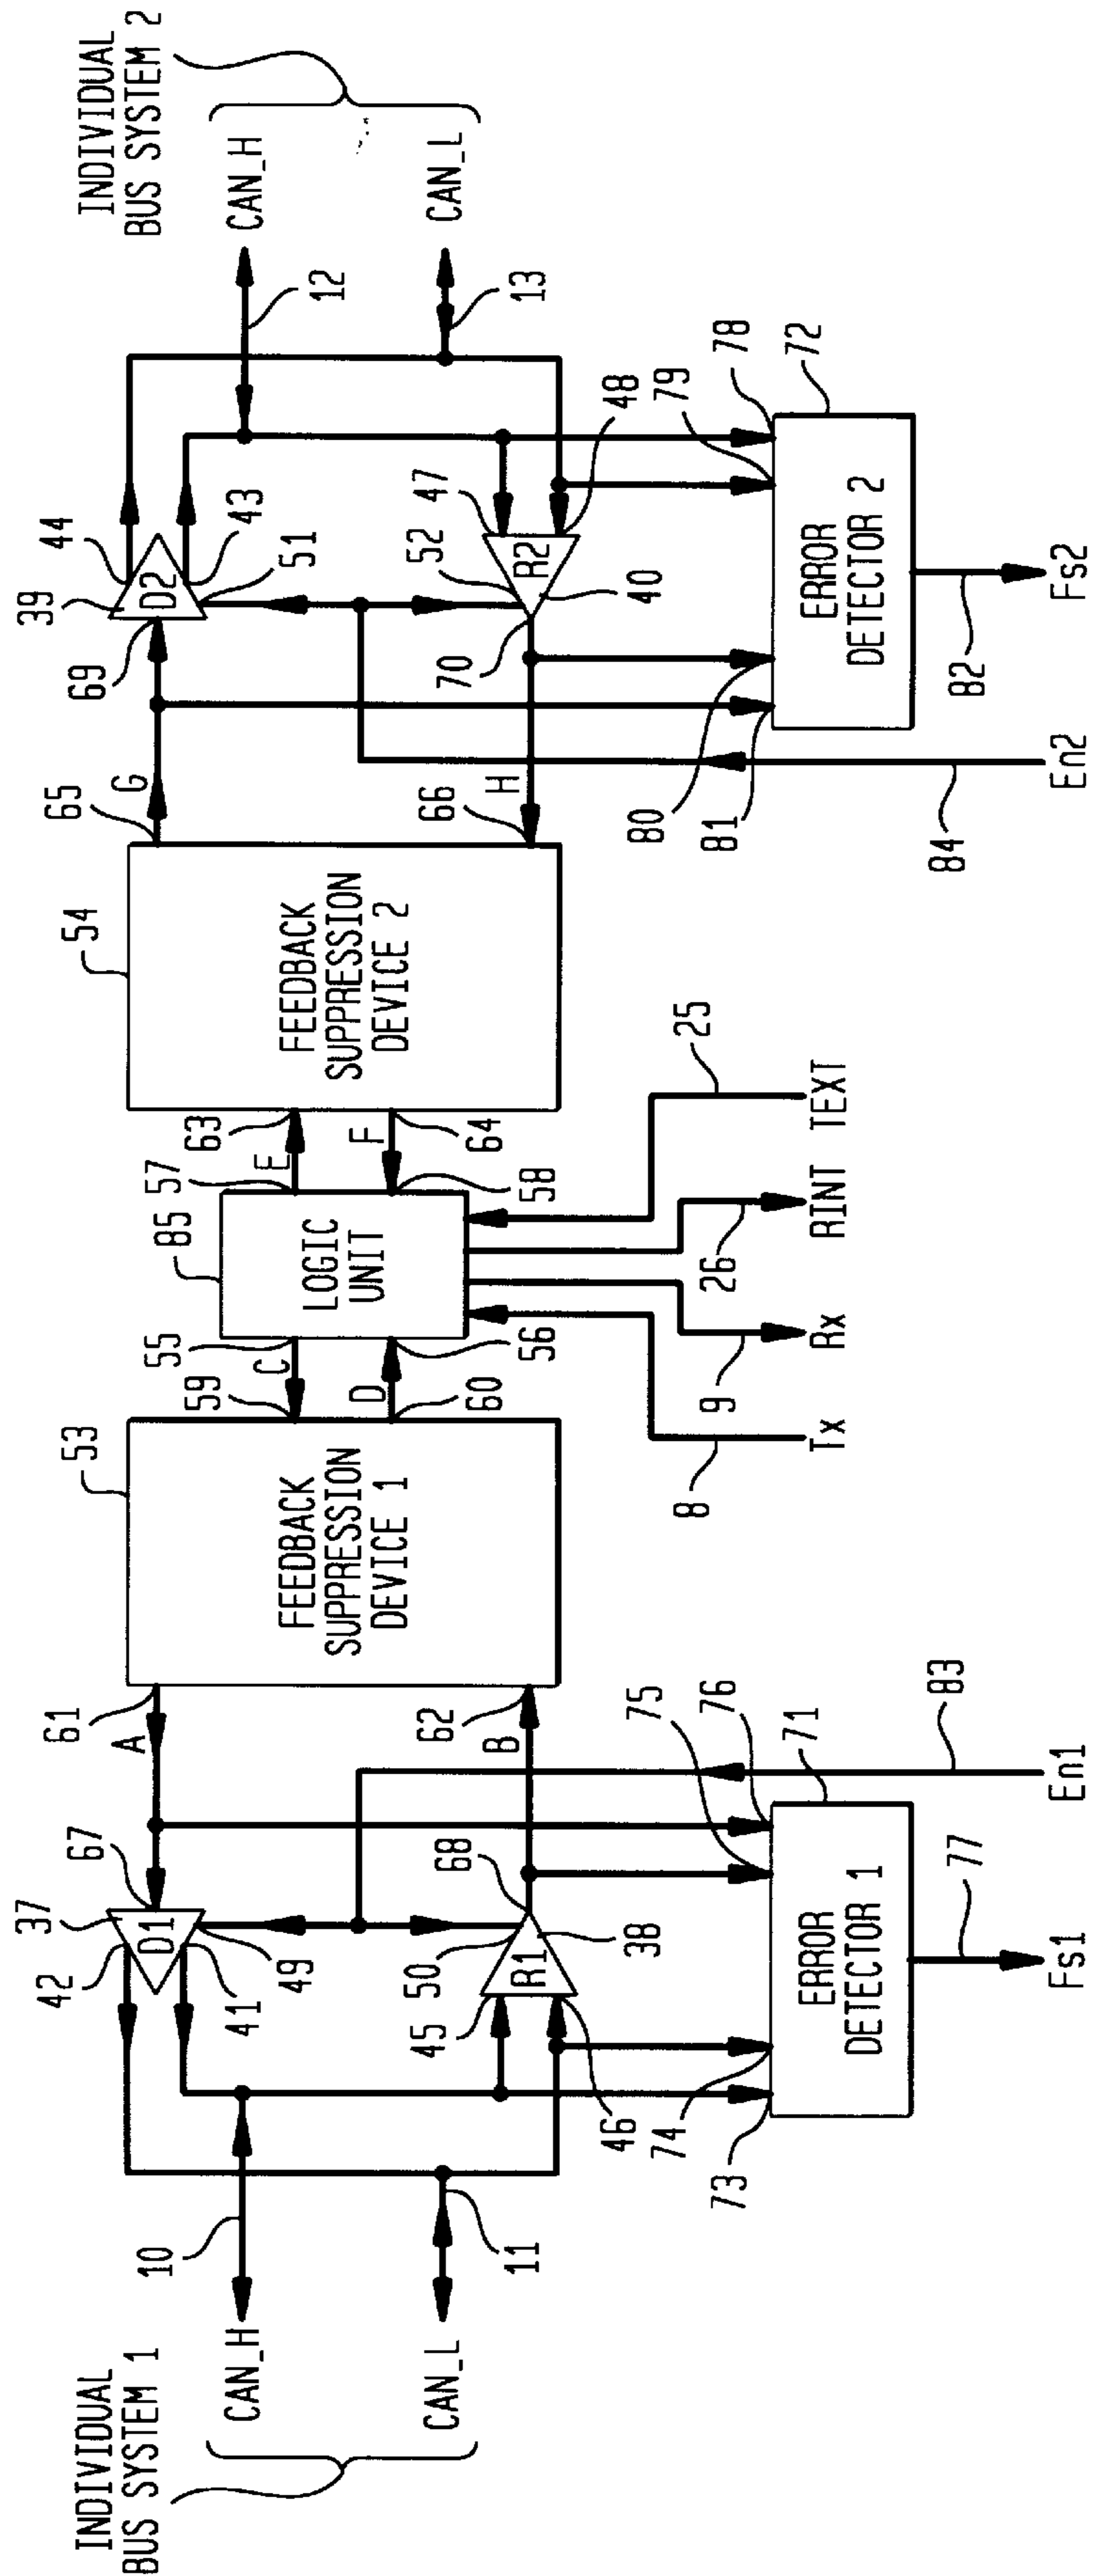 INDIVIDUAL
BUS SYSTEM 1
CAN_H
CAN_L
10
11
42
37
D1
67
41
49
45
46
50
R1
68
38
61
A
62
B
53
FEEDBACK
SUPPRESSION
DEVICE 1
73
74
75
76
71
ERROR
DETECTOR 1
77
Fs1
83
En1
59
C
55
60
D
56
85
LOGIC
UNIT
57
E
63
58
F
64
8
Tx
9
Rx
26
RINT
25
TEXT
54
FEEDBACK
SUPPRESSION
DEVICE 2
65
G
66
H
69
39
D2
44
43
51
70
52
R2
40
47
48
81
80
79
78
72
ERROR
DETECTOR 2
82
Fs2
84
En2
12
13
CAN_H
CAN_L
INDIVIDUAL
BUS SYSTEM 2